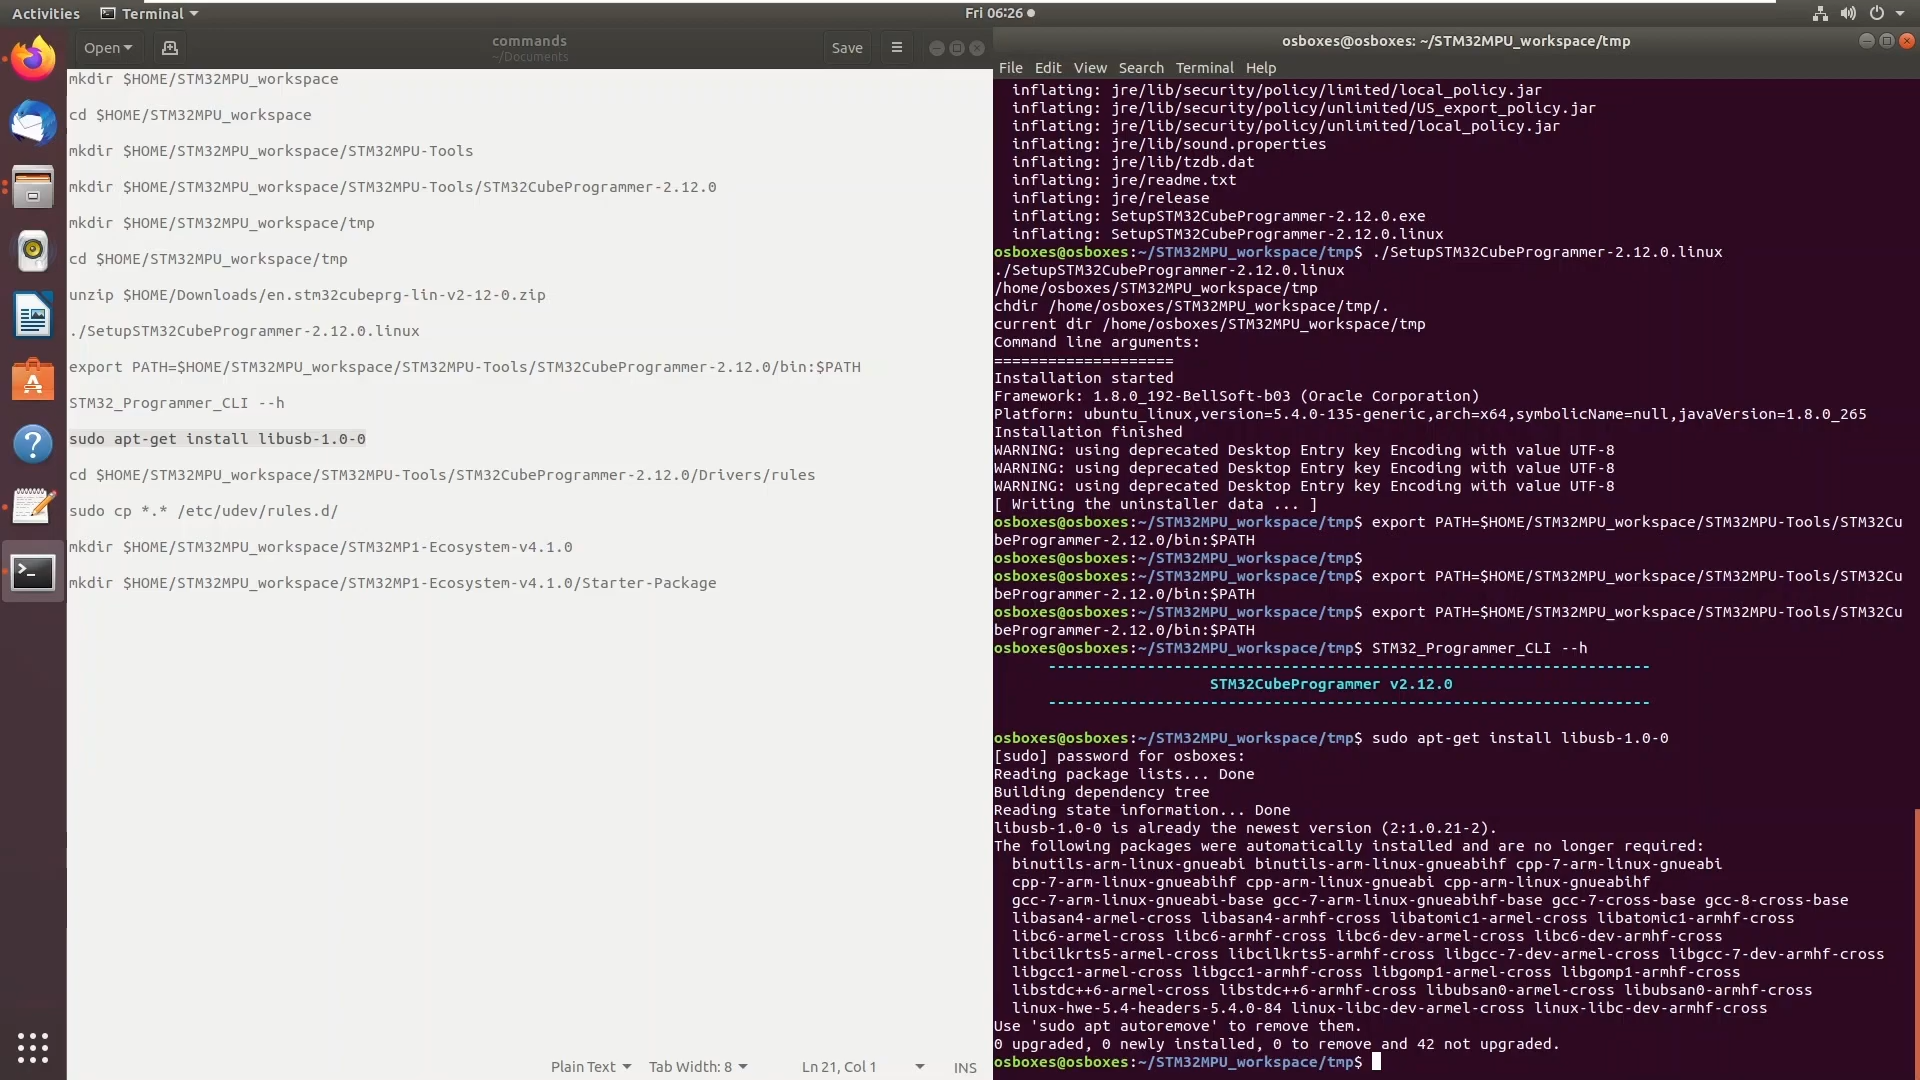 Activities
Terminal
Fri 06:26
Open
commands
~/Documents
Save
mkdir $HOME/STM32MPU_workspace
cd $HOME/STM32MPU_workspace
mkdir $HOME/STM32MPU_workspace/STM32MPU-Tools
mkdir $HOME/STM32MPU_workspace/STM32MPU-Tools/STM32CubeProgrammer-2.12.0
mkdir $HOME/STM32MPU_workspace/tmp
cd $HOME/STM32MPU_workspace/tmp
unzip $HOME/Downloads/en.stm32cubeprg-lin-v2-12-0.zip
./SetupSTM32CubeProgrammer-2.12.0.linux
export PATH=$HOME/STM32MPU_workspace/STM32MPU-Tools/STM32CubeProgrammer-2.12.0/bin:$PATH
STM32_Programmer_CLI --h
sudo apt-get install libusb-1.0-0
cd $HOME/STM32MPU_workspace/STM32MPU-Tools/STM32CubeProgrammer-2.12.0/Drivers/rules
sudo cp *.* /etc/udev/rules.d/
mkdir $HOME/STM32MPU_workspace/STM32MP1-Ecosystem-v4.1.0
mkdir $HOME/STM32MPU_workspace/STM32MP1-Ecosystem-v4.1.0/Starter-Package
Plain Text
Tab Width: 8
Ln 21, Col 1
INS
osboxes@osboxes: ~/STM32MPU_workspace/tmp
File Edit View Search Terminal Help
inflating: jre/lib/security/policy/limited/local_policy.jar
inflating: jre/lib/security/policy/unlimited/US_export_policy.jar
inflating: jre/lib/security/policy/unlimited/local_policy.jar
inflating: jre/lib/sound.properties
inflating: jre/lib/tzdb.dat
inflating: jre/readme.txt
inflating: jre/release
inflating: SetupSTM32CubeProgrammer-2.12.0.exe
inflating: SetupSTM32CubeProgrammer-2.12.0.linux
osboxes@osboxes:~/STM32MPU_workspace/tmp$ ./SetupSTM32CubeProgrammer-2.12.0.linux
./SetupSTM32CubeProgrammer-2.12.0.linux
/home/osboxes/STM32MPU_workspace/tmp
chdir /home/osboxes/STM32MPU_workspace/tmp/.
current dir /home/osboxes/STM32MPU_workspace/tmp
Command line arguments:
====================
Installation started
Framework: 1.8.0_192-BellSoft-b03 (Oracle Corporation)
Platform: ubuntu_linux,version=5.4.0-135-generic,arch=x64,symbolicName=null,javaVersion=1.8.0_265
Installation finished
WARNING: using deprecated Desktop Entry key Encoding with value UTF-8
WARNING: using deprecated Desktop Entry key Encoding with value UTF-8
WARNING: using deprecated Desktop Entry key Encoding with value UTF-8
[ Writing the uninstaller data ... ]
osboxes@osboxes:~/STM32MPU_workspace/tmp$ export PATH=$HOME/STM32MPU_workspace/STM32MPU-Tools/STM32Cu
beProgrammer-2.12.0/bin:$PATH
osboxes@osboxes:~/STM32MPU_workspace/tmp$
osboxes@osboxes:~/STM32MPU_workspace/tmp$ export PATH=$HOME/STM32MPU_workspace/STM32MPU-Tools/STM32Cu
beProgrammer-2.12.0/bin:$PATH
osboxes@osboxes:~/STM32MPU_workspace/tmp$ export PATH=$HOME/STM32MPU_workspace/STM32MPU-Tools/STM32Cu
beProgrammer-2.12.0/bin:$PATH
osboxes@osboxes:~/STM32MPU_workspace/tmp$ STM32_Programmer_CLI --h
-------------------------------------------------------------------
STM32CubeProgrammer v2.12.0
-------------------------------------------------------------------
osboxes@osboxes:~/STM32MPU_workspace/tmp$ sudo apt-get install libusb-1.0-0
[sudo] password for osboxes:
Reading package lists... Done
Building dependency tree
Reading state information... Done
libusb-1.0-0 is already the newest version (2:1.0.21-2).
The following packages were automatically installed and are no longer required:
binutils-arm-linux-gnueabi binutils-arm-linux-gnueabihf cpp-7-arm-linux-gnueabi
cpp-7-arm-linux-gnueabihf cpp-arm-linux-gnueabi cpp-arm-linux-gnueabihf
gcc-7-arm-linux-gnueabi-base gcc-7-arm-linux-gnueabihf-base gcc-7-cross-base gcc-8-cross-base
libasan4-armel-cross libasan4-armhf-cross libatomic1-armel-cross libatomic1-armhf-cross
libc6-armel-cross libc6-armhf-cross libc6-dev-armel-cross libc6-dev-armhf-cross
libcilkrts5-armel-cross libcilkrts5-armhf-cross libgcc-7-dev-armel-cross libgcc-7-dev-armhf-cross
libgcc1-armel-cross libgcc1-armhf-cross libgomp1-armel-cross libgomp1-armhf-cross
libstdc++6-armel-cross libstdc++6-armhf-cross libubsan0-armel-cross libubsan0-armhf-cross
linux-hwe-5.4-headers-5.4.0-84 linux-libc-dev-armel-cross linux-libc-dev-armhf-cross
Use 'sudo apt autoremove' to remove them.
0 upgraded, 0 newly installed, 0 to remove and 42 not upgraded.
osboxes@osboxes:~/STM32MPU_workspace/tmp$